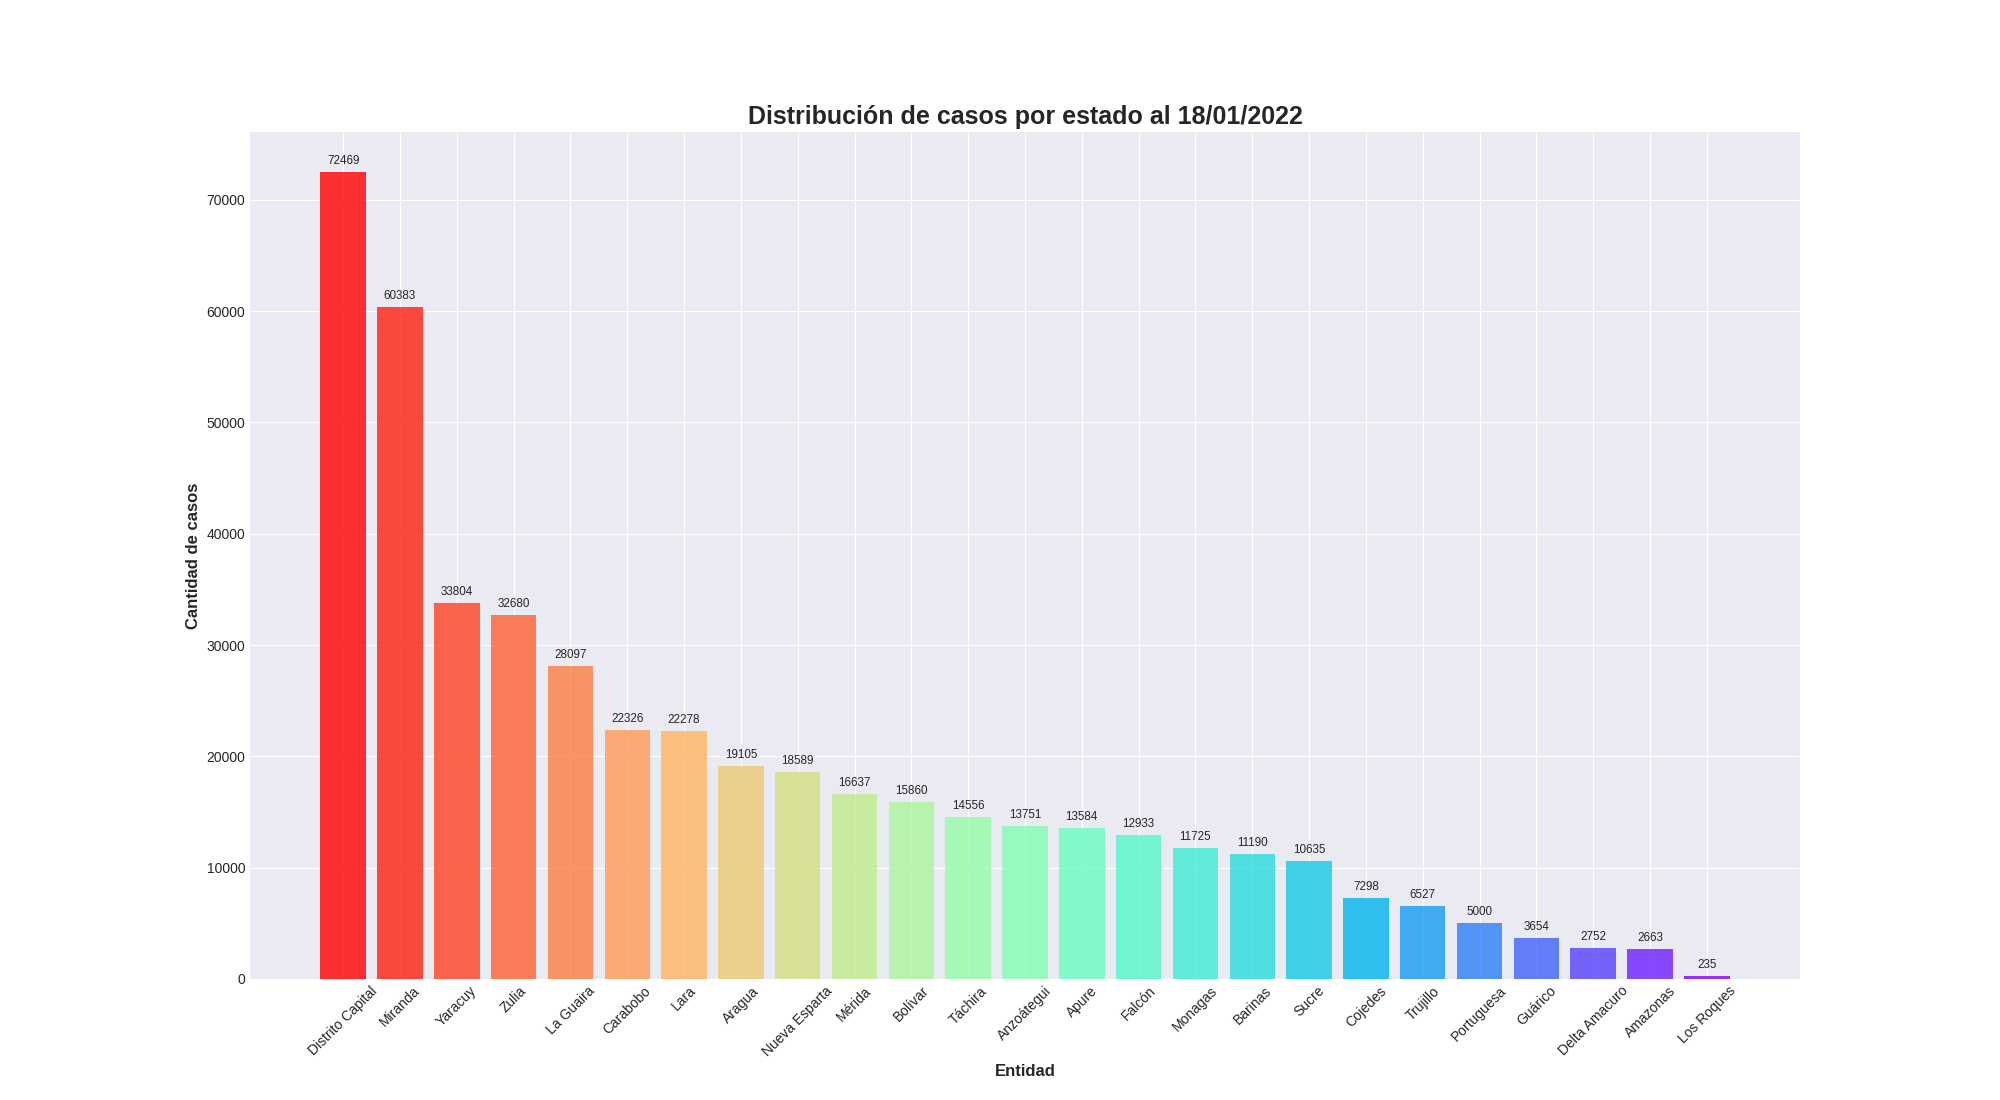 Distribución de casos por estado al 18/01/2022
Cantidad de casos
70000
60000
50000
40000
30000
20000
10000
0
72469
60383
33804
32680
28097
22326
22278
19105
18589
16637
15860
14556
13751
13584
12933
11725
11190
10635
7298
6527
5000
3654
2752
2663
235
Distrito Capital
Miranda
Yaracuy
Zulia
La Guaira
Carabobo
Lara
Aragua
Nueva Esparta
Mérida
Bolívar
Táchira
Anzoátegui
Apure
Falcón
Monagas
Barinas
Sucre
Cojedes
Trujillo
Portuguesa
Guárico
Delta Amacuro
Amazonas
Los Roques
Entidad